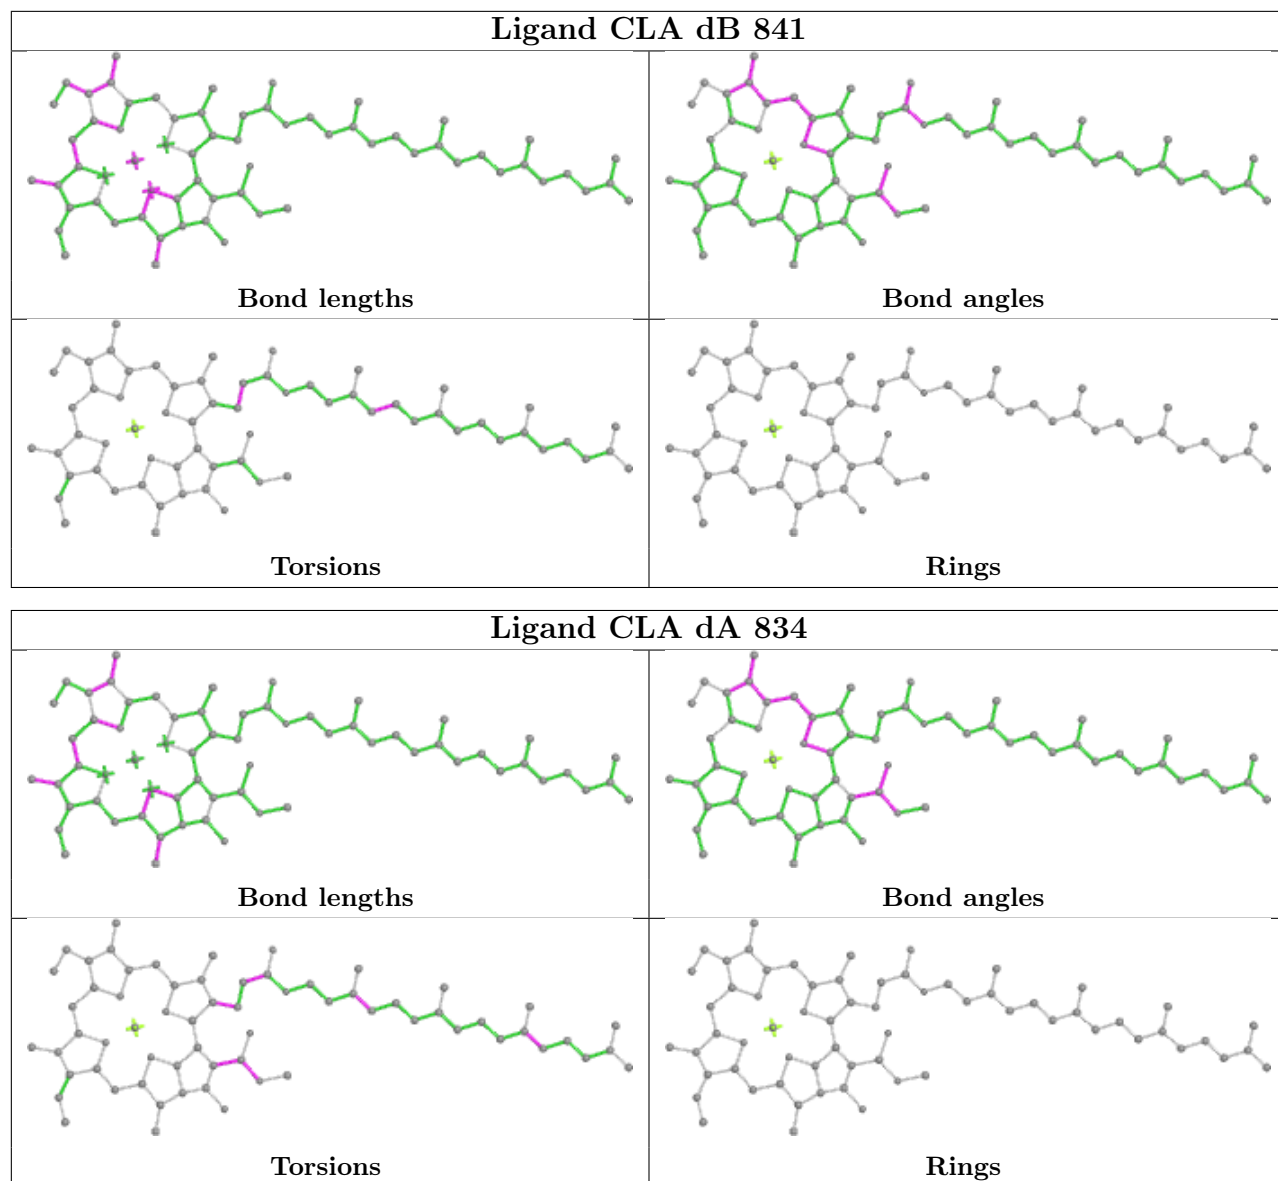 Ligand CLA dB 841
Bond lengths
Bond angles
Torsions
Rings
Ligand CLA dA 834
Bond lengths
Bond angles
Torsions
Rings